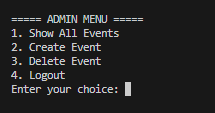 ===== ADMIN MENU =====
1. Show All Events
2. Create Event
3. Delete Event
4. Logout
Enter your choice: